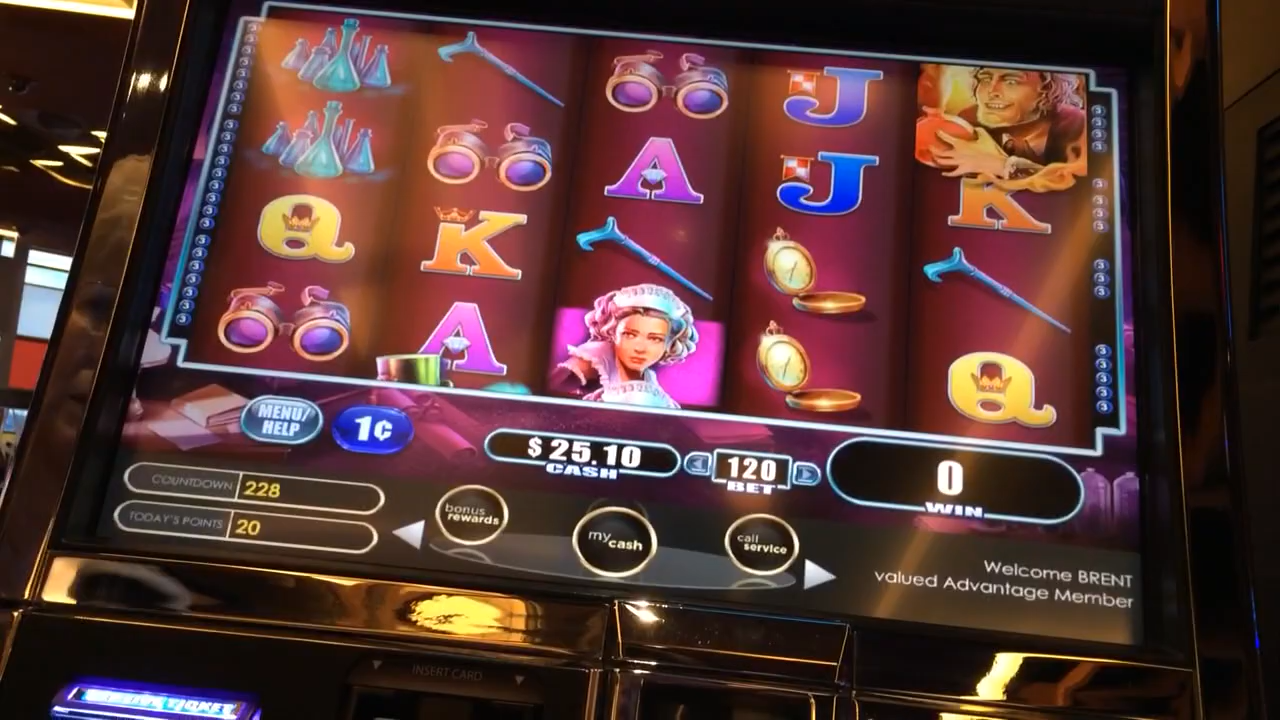 J
A
J
K
Q
K
A
Q
MENU/
HELP
1¢
$25.10
CASH
120
BET
0
WIN
COUNTDOWN 228
TODAY'S POINTS 20
bonus
rewards
my
cash
call
service
Welcome BRENT
valued Advantage Member
INSERT CARD
TICKET